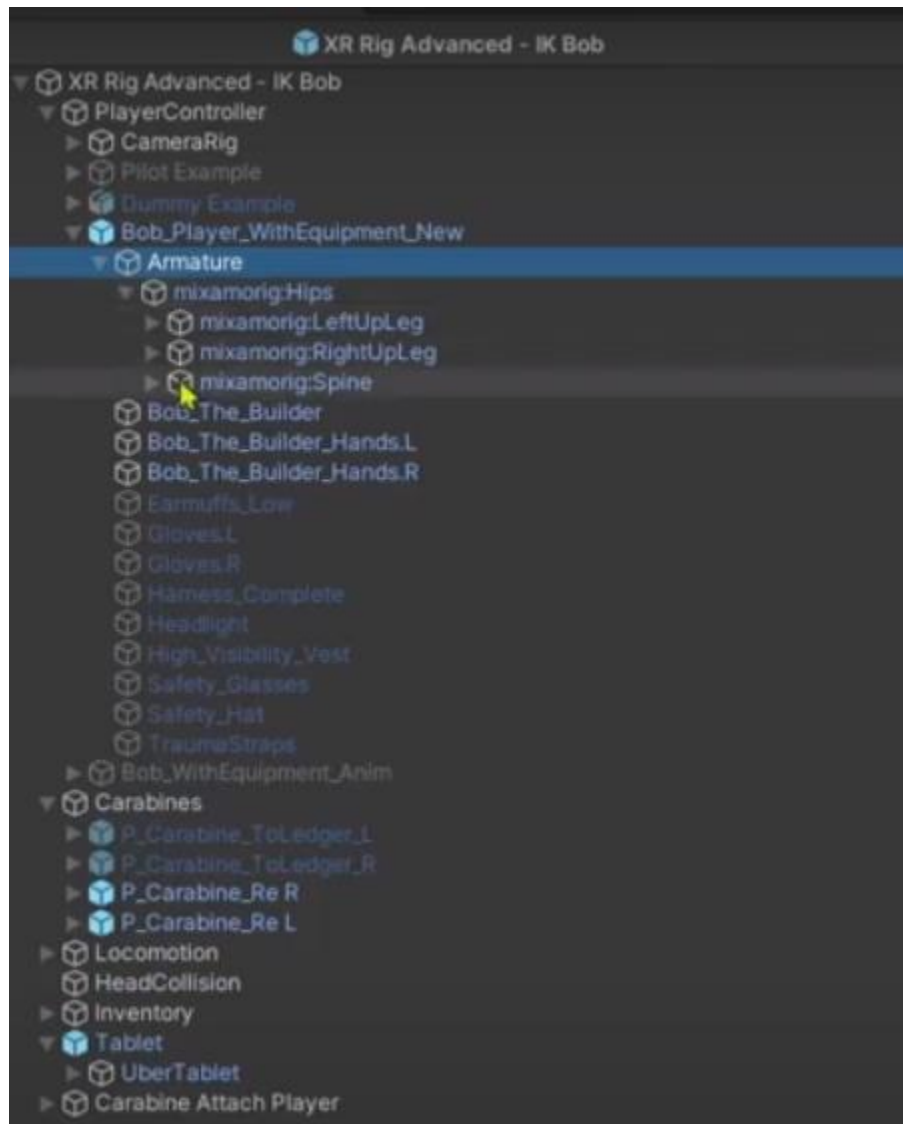 XR Rig Advanced - IK Bob
XR Rig Advanced - IK Bob
PlayerController
CameraRig
Pilot Example
Dummy Example
Bob_Player_WithEquipment_New
Armature
mixamorig:Hips
mixamorig:LeftUpLeg
mixamorig:RightUpLeg
mixamorig:Spine
Bob_The_Builder
Bob_The_Builder_Hands.L
Bob_The_Builder_Hands.R
Earmuffs_Low
Gloves.L
Gloves.R
Harness_Complete
Headlight
High_Visibility_Vest
Safety_Glasses
Safety_Hat
TraumaStraps
Bob_WithEquipment_Anim
Carabines
P_Carabine_ToLedger_L
P_Carabine_ToLedger_R
P_Carabine_Re R
P_Carabine_Re L
Locomotion
HeadCollision
Inventory
Tablet
UberTablet
Carabine Attach Player